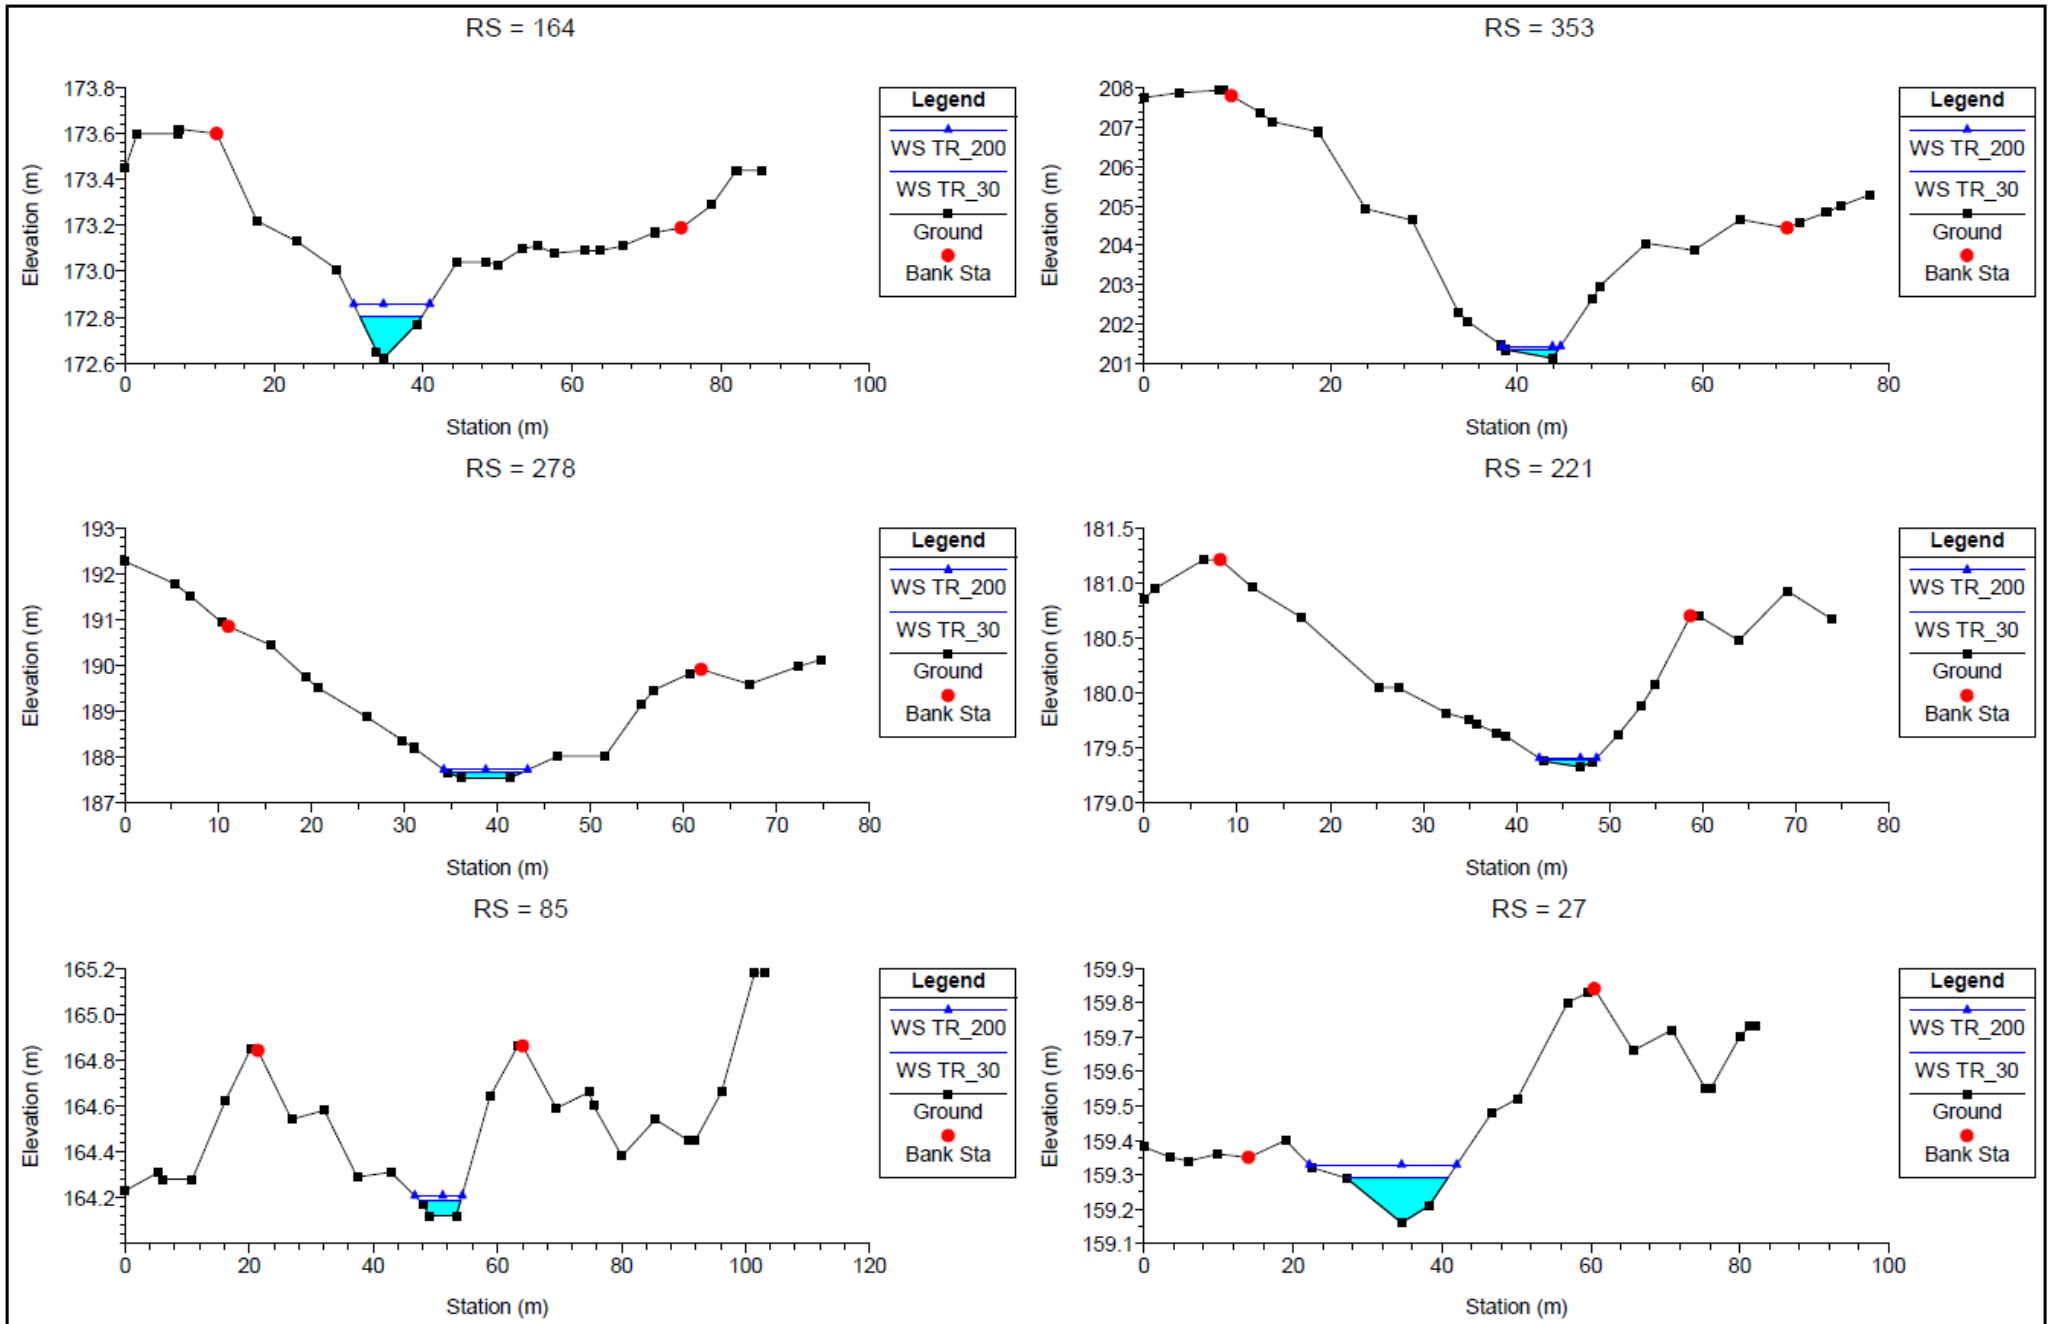 RS = 164
173.8
173.6
173.4
173.2
173.0
172.8
172.6
0 20 40 60 80 100
Elevation (m)
Station (m)
Legend
WS TR_200
WS TR_30
Ground
Bank Sta
RS = 353
208
207
206
205
204
203
202
201
0 20 40 60 80
Elevation (m)
Station (m)
Legend
WS TR_200
WS TR_30
Ground
Bank Sta
RS = 278
193
192
191
190
189
188
187
0 10 20 30 40 50 60 70 80
Elevation (m)
Station (m)
Legend
WS TR_200
WS TR_30
Ground
Bank Sta
RS = 221
181.5
181.0
180.5
180.0
179.5
179.0
0 10 20 30 40 50 60 70 80
Elevation (m)
Station (m)
Legend
WS TR_200
WS TR_30
Ground
Bank Sta
RS = 85
165.2
165.0
164.8
164.6
164.4
164.2
0 20 40 60 80 100 120
Elevation (m)
Station (m)
Legend
WS TR_200
WS TR_30
Ground
Bank Sta
RS = 27
159.9
159.8
159.7
159.6
159.5
159.4
159.3
159.2
159.1
0 20 40 60 80 100
Elevation (m)
Station (m)
Legend
WS TR_200
WS TR_30
Ground
Bank Sta